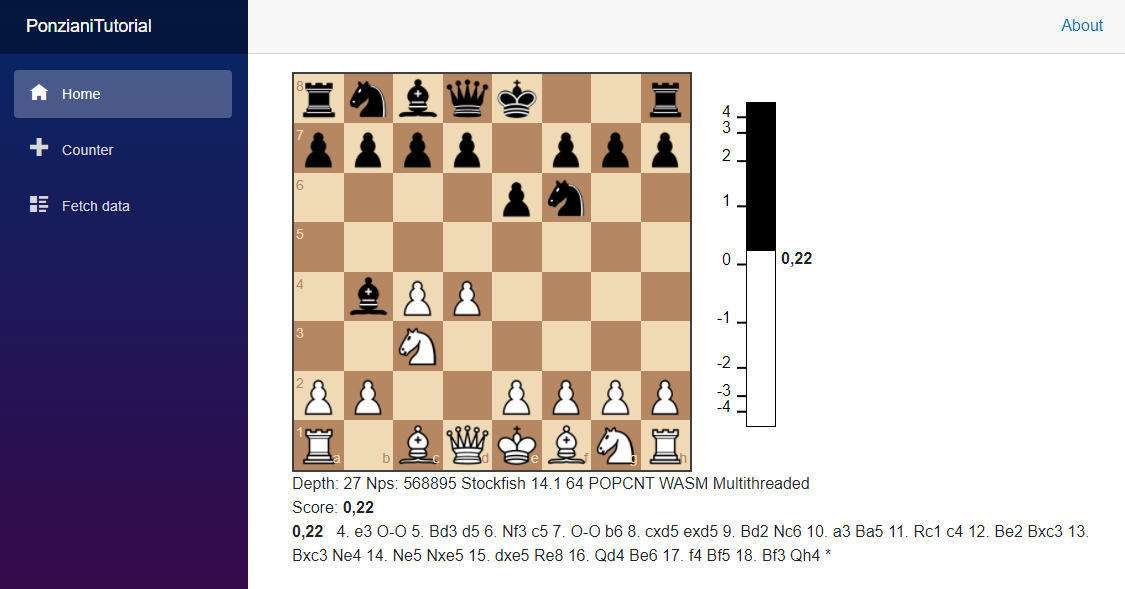 PonzianiTutorial
About
Home
Counter
Fetch data
8
7
6
5
4
3
2
1
a
b
c
d
e
f
g
h
4
3
2
1
0
-1
-2
-3
-4
0,22
Depth: 27 Nps: 568895 Stockfish 14.1 64 POPCNT WASM Multithreaded
Score: 0,22
0,22 4. e3 O-O 5. Bd3 d5 6. Nf3 c5 7. O-O b6 8. cxd5 exd5 9. Bd2 Nc6 10. a3 Ba5 11. Rc1 c4 12. Be2 Bxc3 13.
Bxc3 Ne4 14. Ne5 Nxe5 15. dxe5 Re8 16. Qd4 Be6 17. f4 Bf5 18. Bf3 Qh4 *